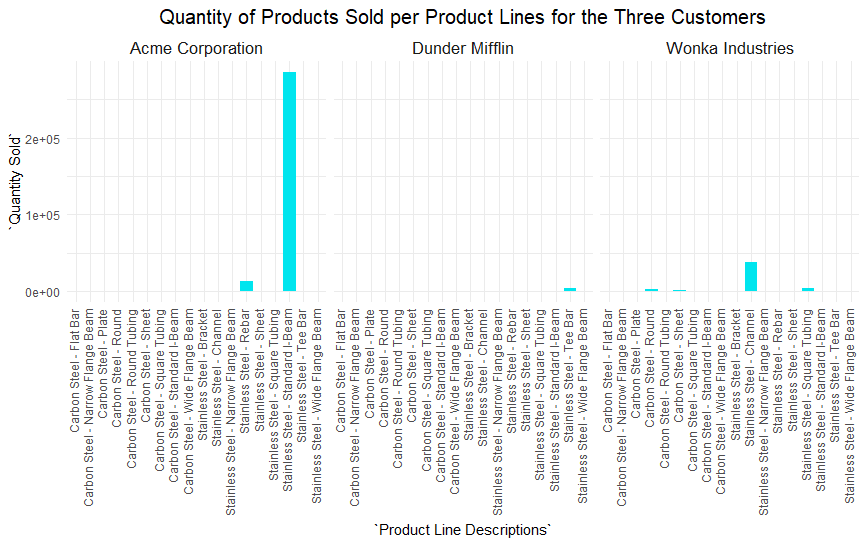 Quantity of Products Sold per Product Lines for the Three Customers
Acme Corporation
Dunder Mifflin
Wonka Industries
`Quantity Sold`
2e+05
1e+05
0e+00
Carbon Steel - Flat Bar
Carbon Steel - Narrow Flange Beam
Carbon Steel - Plate
Carbon Steel - Round
Carbon Steel - Round Tubing
Carbon Steel - Sheet
Carbon Steel - Square Tubing
Carbon Steel - Standard I-Beam
Carbon Steel - Wide Flange Beam
Stainless Steel - Bracket
Stainless Steel - Channel
Stainless Steel - Narrow Flange Beam
Stainless Steel - Rebar
Stainless Steel - Sheet
Stainless Steel - Square Tubing
Stainless Steel - Standard I-Beam
Stainless Steel - Tee Bar
Stainless Steel - Wide Flange Beam
Carbon Steel - Flat Bar
Carbon Steel - Narrow Flange Beam
Carbon Steel - Plate
Carbon Steel - Round
Carbon Steel - Round Tubing
Carbon Steel - Sheet
Carbon Steel - Square Tubing
Carbon Steel - Standard I-Beam
Carbon Steel - Wide Flange Beam
Stainless Steel - Bracket
Stainless Steel - Channel
Stainless Steel - Narrow Flange Beam
Stainless Steel - Rebar
Stainless Steel - Sheet
Stainless Steel - Square Tubing
Stainless Steel - Standard I-Beam
Stainless Steel - Tee Bar
Stainless Steel - Wide Flange Beam
Carbon Steel - Flat Bar
Carbon Steel - Narrow Flange Beam
Carbon Steel - Plate
Carbon Steel - Round
Carbon Steel - Round Tubing
Carbon Steel - Sheet
Carbon Steel - Square Tubing
Carbon Steel - Standard I-Beam
Carbon Steel - Wide Flange Beam
Stainless Steel - Bracket
Stainless Steel - Channel
Stainless Steel - Narrow Flange Beam
Stainless Steel - Rebar
Stainless Steel - Sheet
Stainless Steel - Square Tubing
Stainless Steel - Standard I-Beam
Stainless Steel - Tee Bar
Stainless Steel - Wide Flange Beam
`Product Line Descriptions`